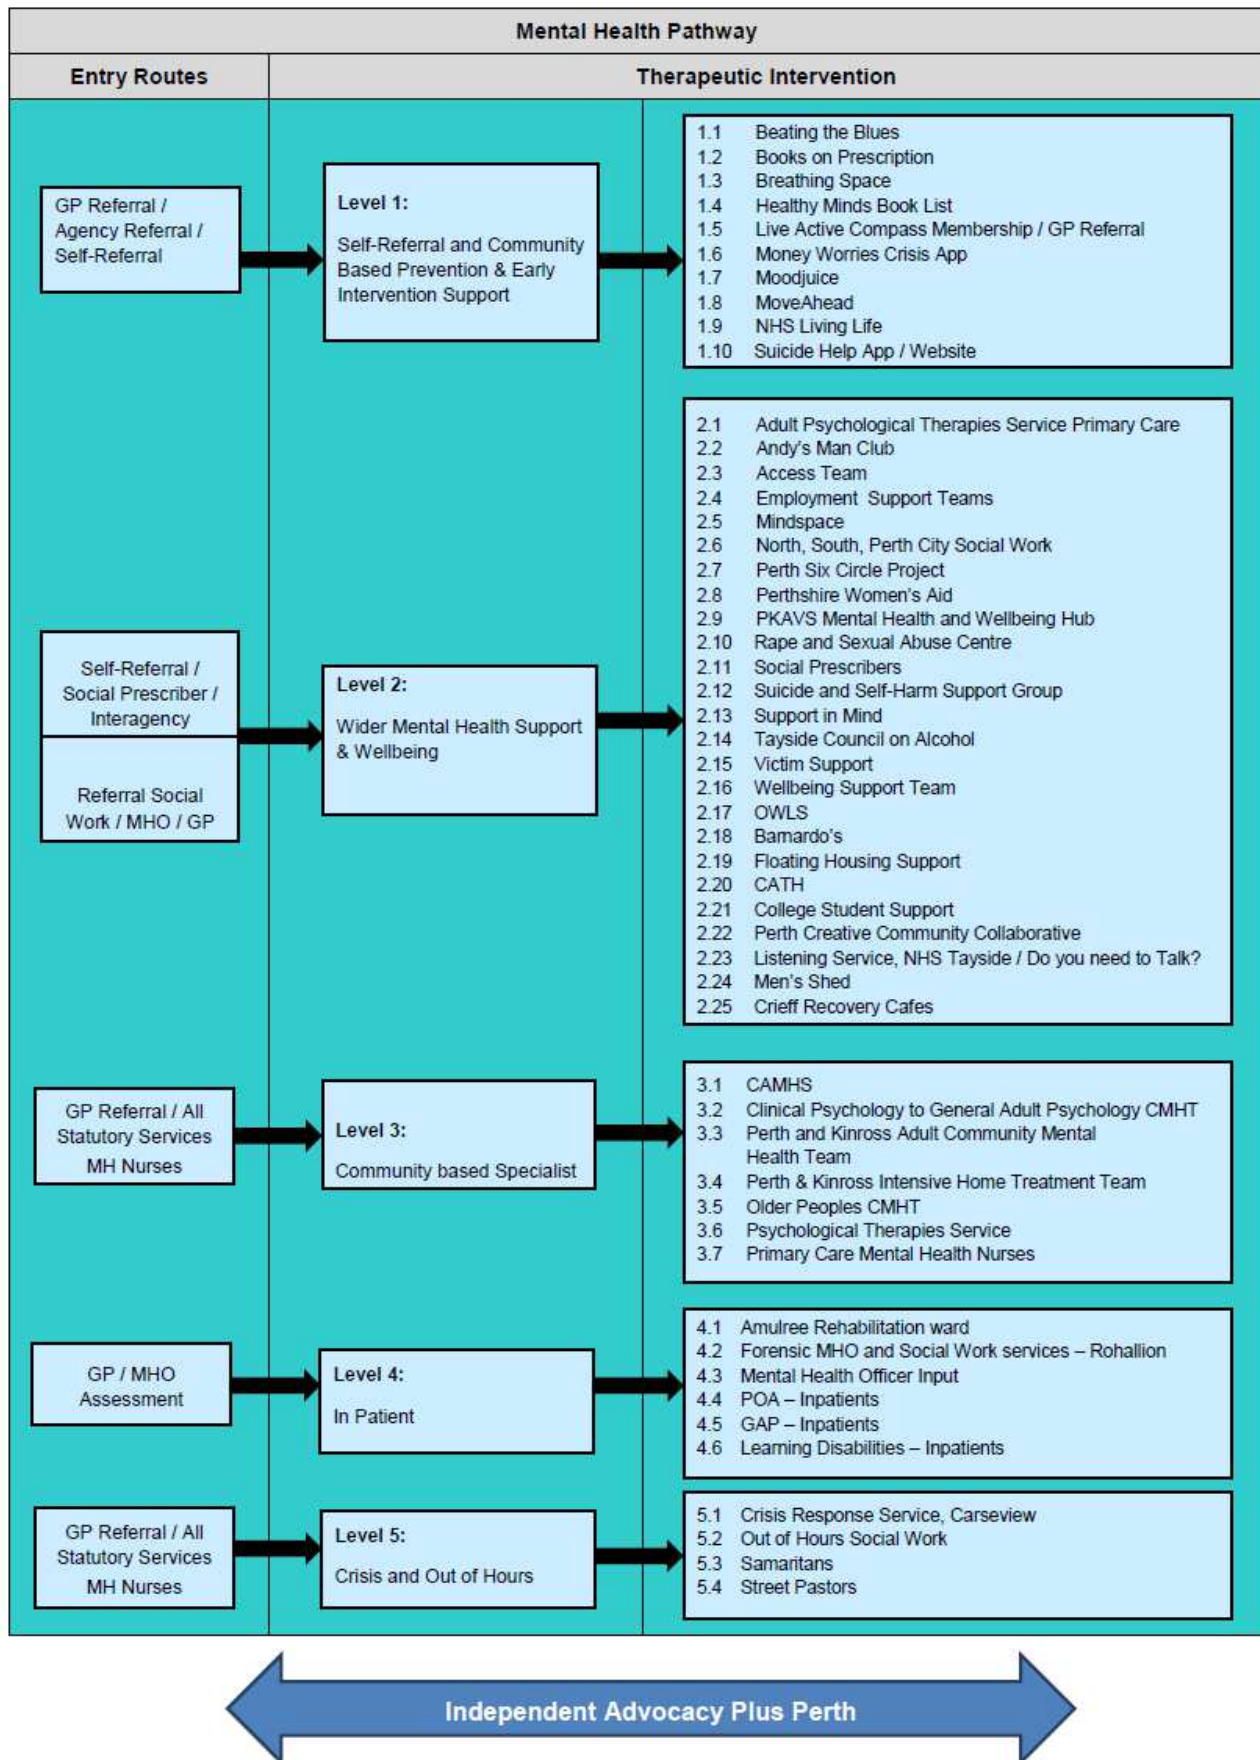 Mental Health Pathway
Entry Routes
Therapeutic Intervention
GP Referral /
Agency Referral /
Self-Referral
Level 1:
Self-Referral and Community
Based Prevention & Early
Intervention Support
1.1 Beating the Blues
1.2 Books on Prescription
1.3 Breathing Space
1.4 Healthy Minds Book List
1.5 Live Active Compass Membership / GP Referral
1.6 Money Worries Crisis App
1.7 Moodjuice
1.8 MoveAhead
1.9 NHS Living Life
1.10 Suicide Help App / Website
Self-Referral /
Social Prescriber /
Interagency
Referral Social
Work / MHO / GP
Level 2:
Wider Mental Health Support
& Wellbeing
2.1 Adult Psychological Therapies Service Primary Care
2.2 Andy's Man Club
2.3 Access Team
2.4 Employment Support Teams
2.5 Mindspace
2.6 North, South, Perth City Social Work
2.7 Perth Six Circle Project
2.8 Perthshire Women's Aid
2.9 PKAVS Mental Health and Wellbeing Hub
2.10 Rape and Sexual Abuse Centre
2.11 Social Prescribers
2.12 Suicide and Self-Harm Support Group
2.13 Support in Mind
2.14 Tayside Council on Alcohol
2.15 Victim Support
2.16 Wellbeing Support Team
2.17 OWLS
2.18 Barnardo's
2.19 Floating Housing Support
2.20 CATH
2.21 College Student Support
2.22 Perth Creative Community Collaborative
2.23 Listening Service, NHS Tayside / Do you need to Talk?
2.24 Men's Shed
2.25 Crieff Recovery Cafes
GP Referral / All
Statutory Services
MH Nurses
Level 3:
Community based Specialist
3.1 CAMHS
3.2 Clinical Psychology to General Adult Psychology CMHT
3.3 Perth and Kinross Adult Community Mental
Health Team
3.4 Perth & Kinross Intensive Home Treatment Team
3.5 Older Peoples CMHT
3.6 Psychological Therapies Service
3.7 Primary Care Mental Health Nurses
GP / MHO
Assessment
Level 4:
In Patient
4.1 Amulree Rehabilitation ward
4.2 Forensic MHO and Social Work services – Rohallion
4.3 Mental Health Officer Input
4.4 POA – Inpatients
4.5 GAP – Inpatients
4.6 Learning Disabilities – Inpatients
GP Referral / All
Statutory Services
MH Nurses
Level 5:
Crisis and Out of Hours
5.1 Crisis Response Service, Carseview
5.2 Out of Hours Social Work
5.3 Samaritans
5.4 Street Pastors
Independent Advocacy Plus Perth